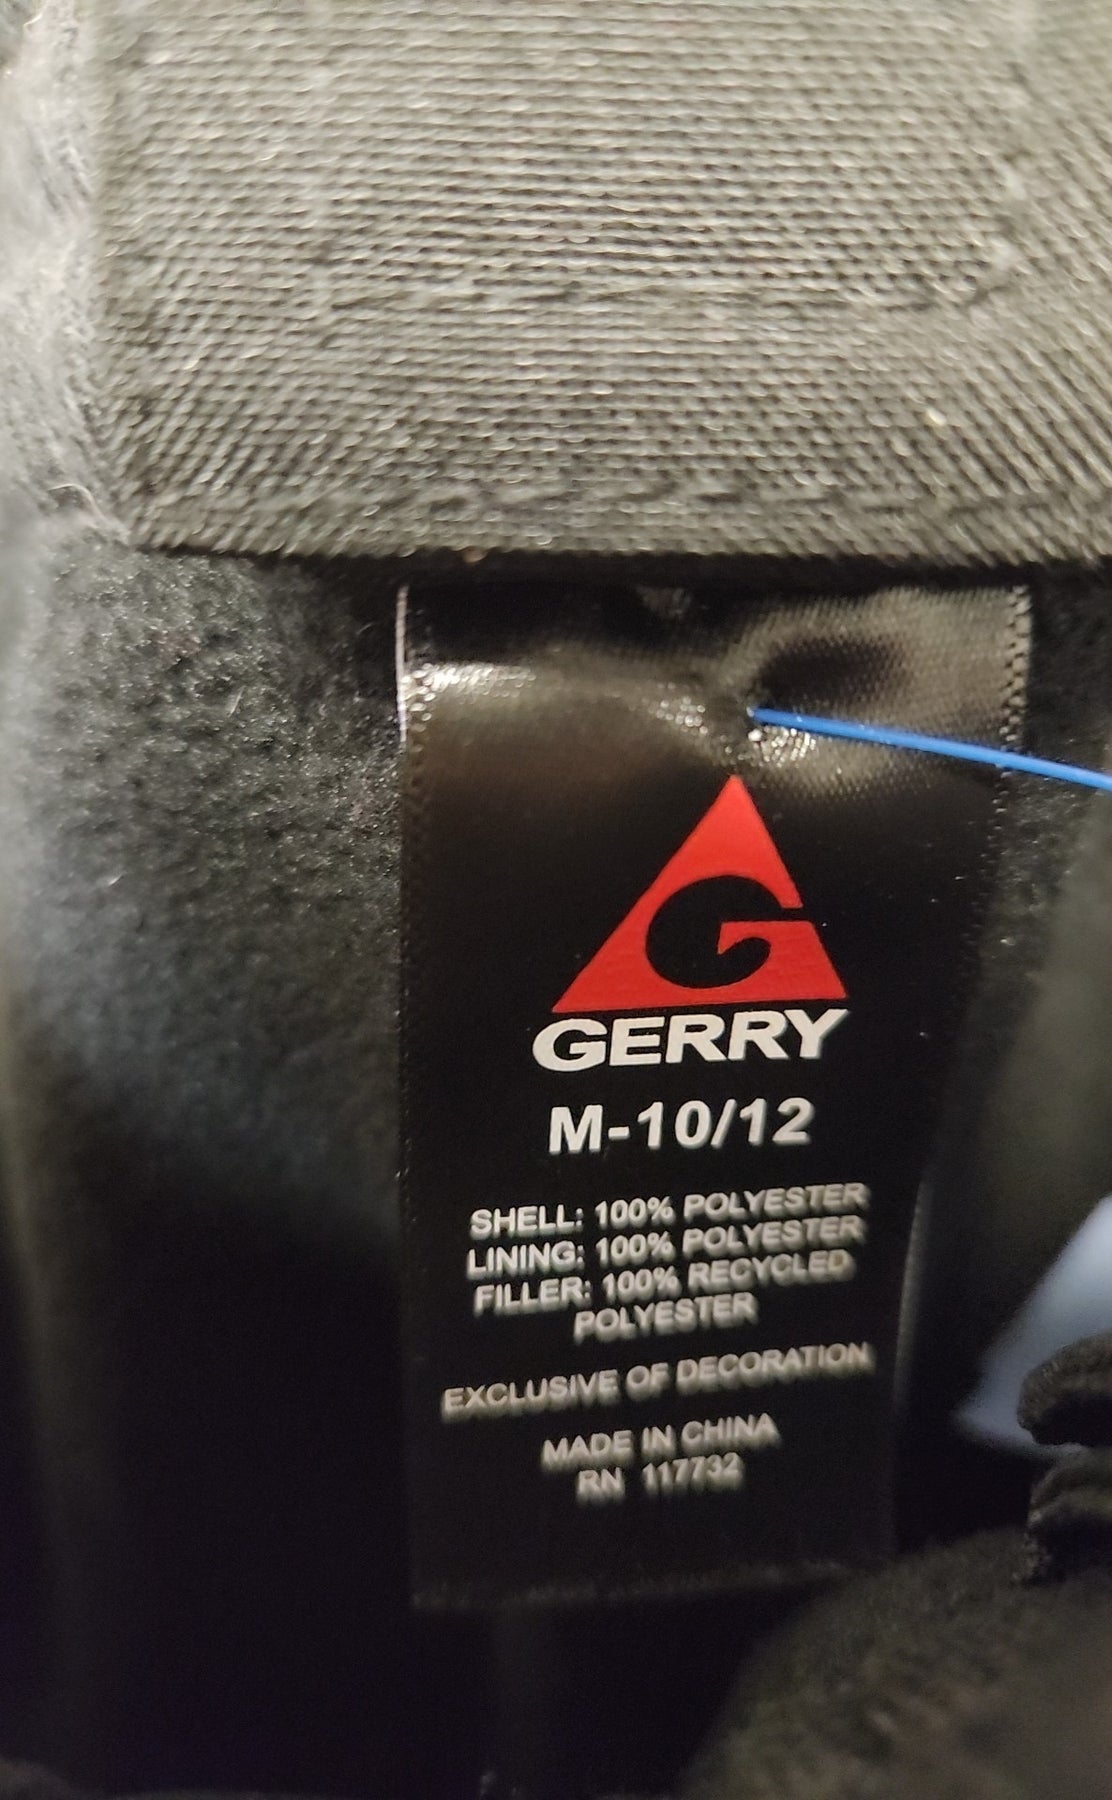 G
GERRY
M-10/12
SHELL: 100% POLYESTER
LINING: 100% POLYESTER
FILLER: 100% RECYCLED
POLYESTER
EXCLUSIVE OF DECORATION
MADE IN CHINA
RN 117732